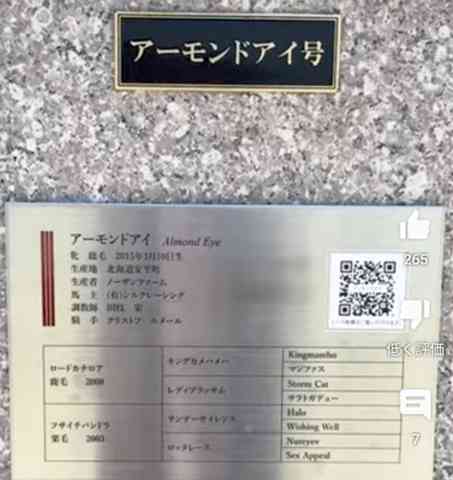 アーモンドアイ号
アーモンドアイ Almond Eye
牝 鹿毛 2015年3月10日生
生産地 北海道安平町
生産者 ノーザンファーム
馬主 (有)シルクレーシング
調教師 国枝 栄
騎手 クリストフ ルメール
265
低く評価
7
ロードカナロア
鹿毛 2008
キングカメハメハ
Kingmambo
マンファス
レディブラッサム
Storm Cat
サラトガデュー
フサイチパンドラ
栗毛 2003
サンデーサイレンス
Halo
Wishing Well
ロッタレース
Nureyev
Sex Appeal